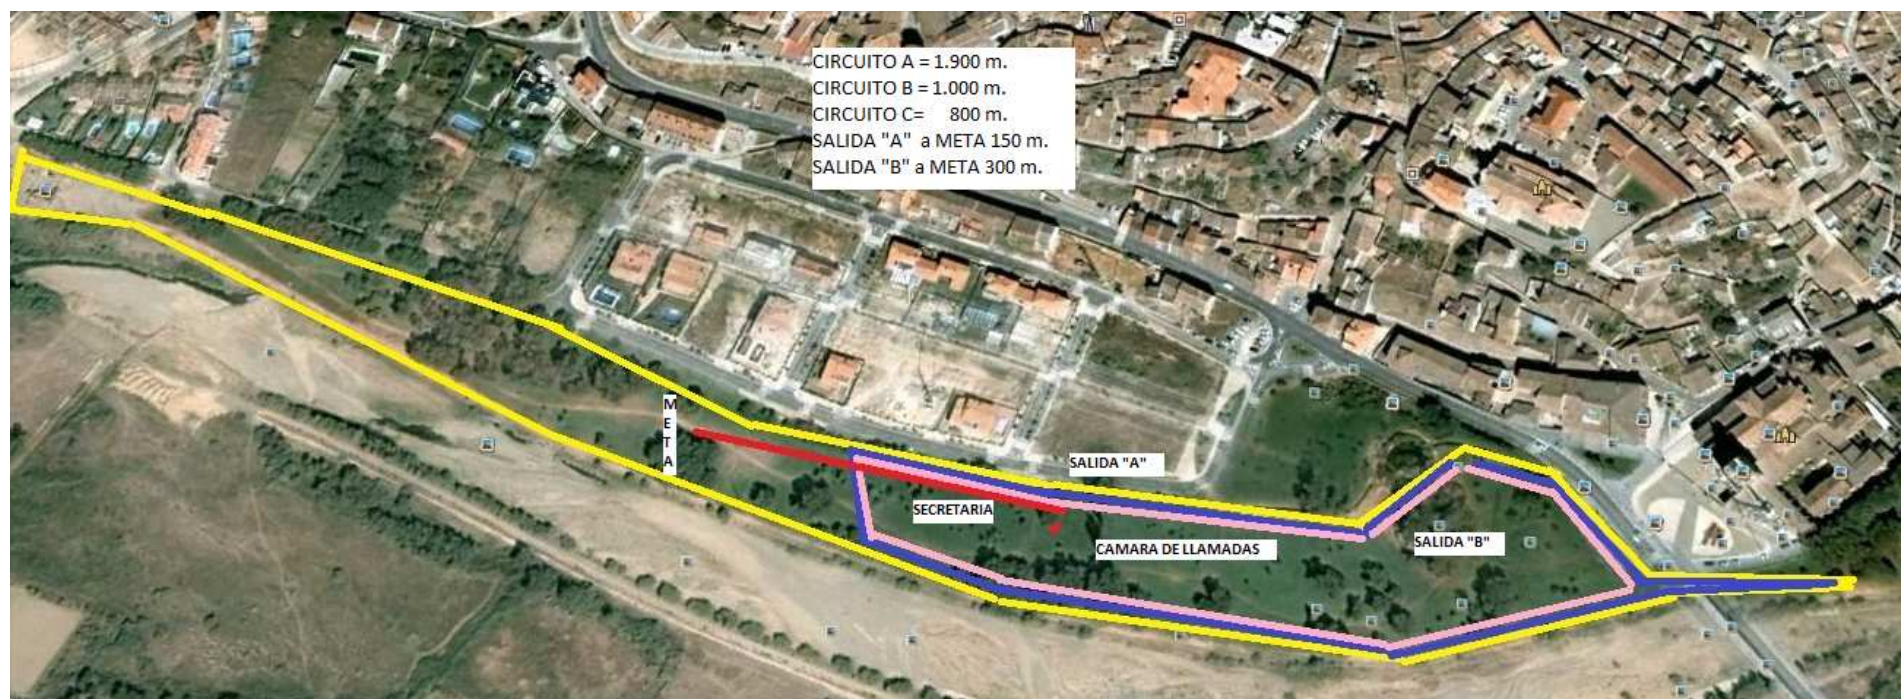 CIRCUITO A = 1.900 m.
CIRCUITO B = 1.000 m.
CIRCUITO C= 800 m.
SALIDA "A" a META 150 m.
SALIDA "B" a META 300 m.
META
SALIDA "A"
SECRETARIA
CAMARA DE LLAMADAS
SALIDA "B"